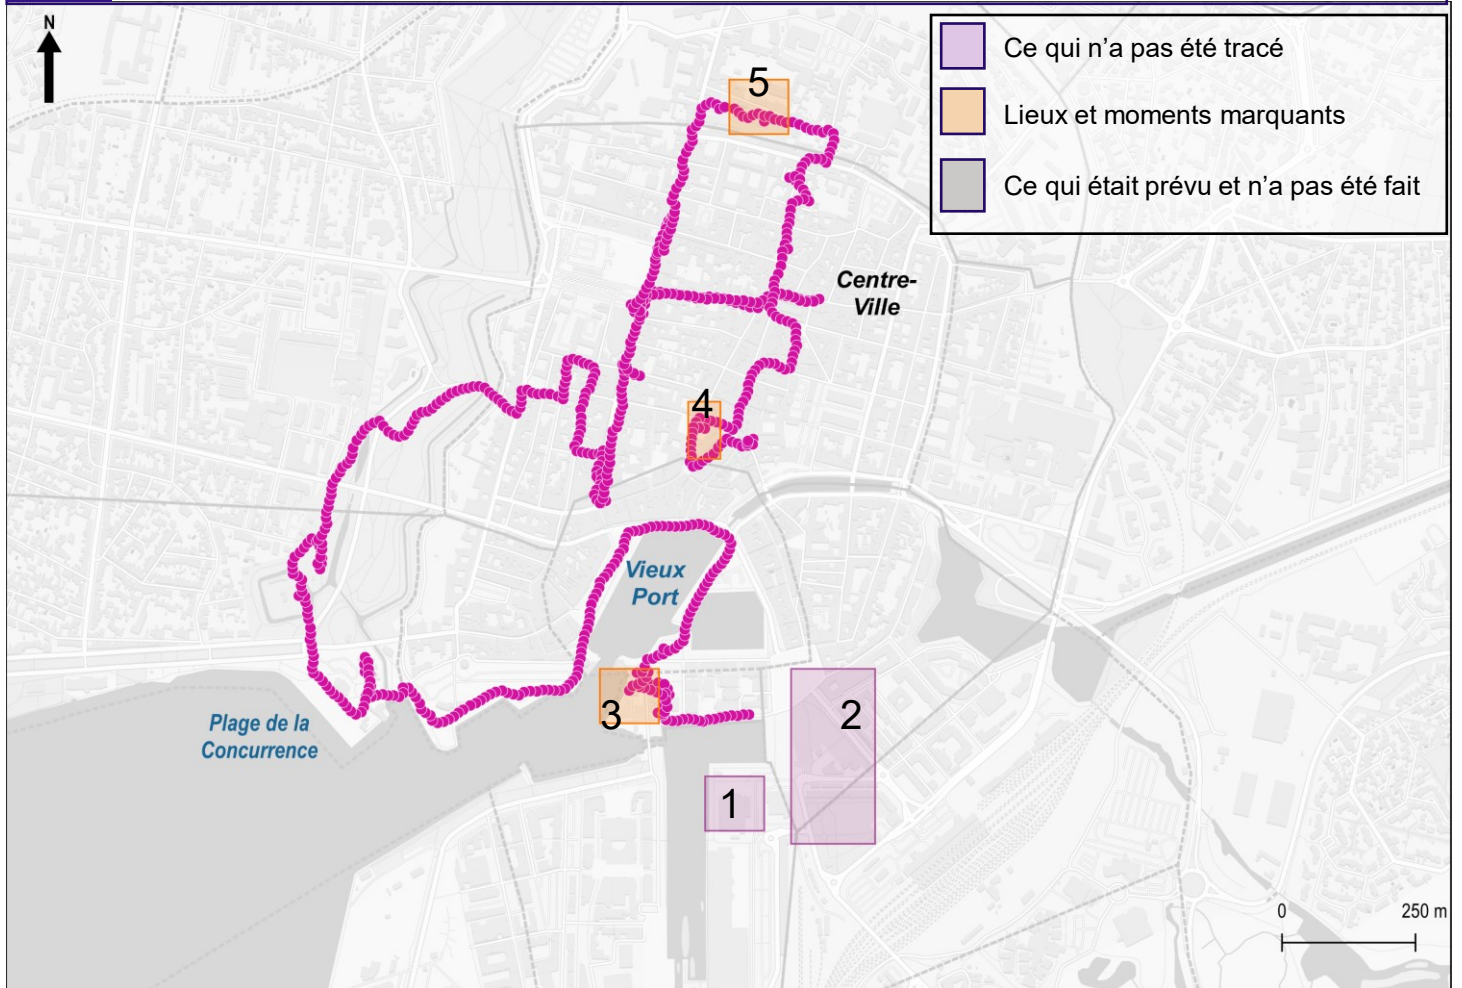 N
Ce qui n'a pas été tracé
Lieux et moments marquants
Ce qui était prévu et n'a pas été fait
5
Centre-
Ville
4
Vieux
Port
3
2
Plage de la
Concurrence
1
0 250 m